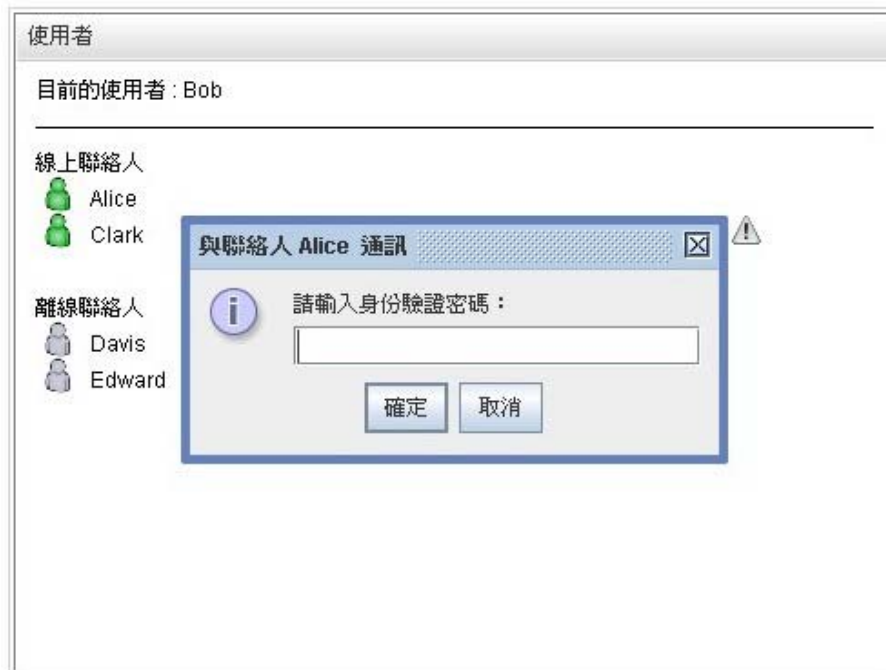 使用者
目前的使用者 : Bob
線上聯絡人
Alice
Clark
離線聯絡人
Davis
Edward
與聯絡人 Alice 通訊
請輸入身份驗證密碼：
確定
取消